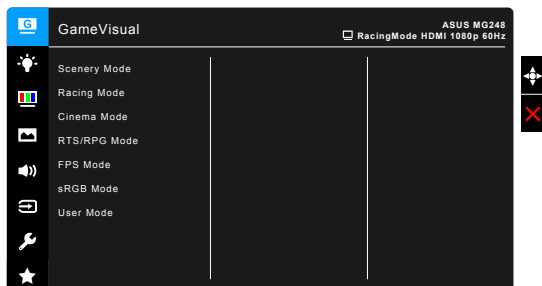 G
GameVisual
ASUS MG248
RacingMode HDMI 1080p 60Hz
Scenery Mode
Racing Mode
Cinema Mode
RTS/RPG Mode
FPS Mode
sRGB Mode
User Mode